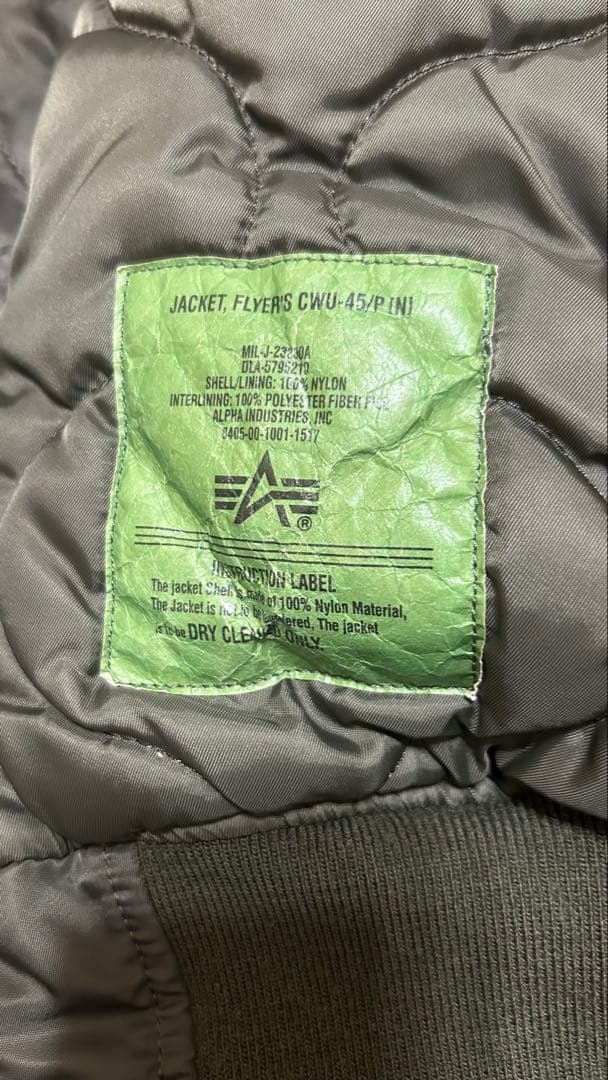 JACKET, FLYER'S CWU-45/P [N]
MIL-J-23230A
DLA-5795219
SHELL/LINING: 100% NYLON
INTERLINING: 100% POLYESTER FIBER
ALPHA INDUSTRIES, INC
8405-00-1001-1517
INSTRUCTION LABEL
The jacket Shell is made of 100% Nylon Material,
The Jacket is not to be laundered. The jacket
is to be DRY CLEANED ONLY.